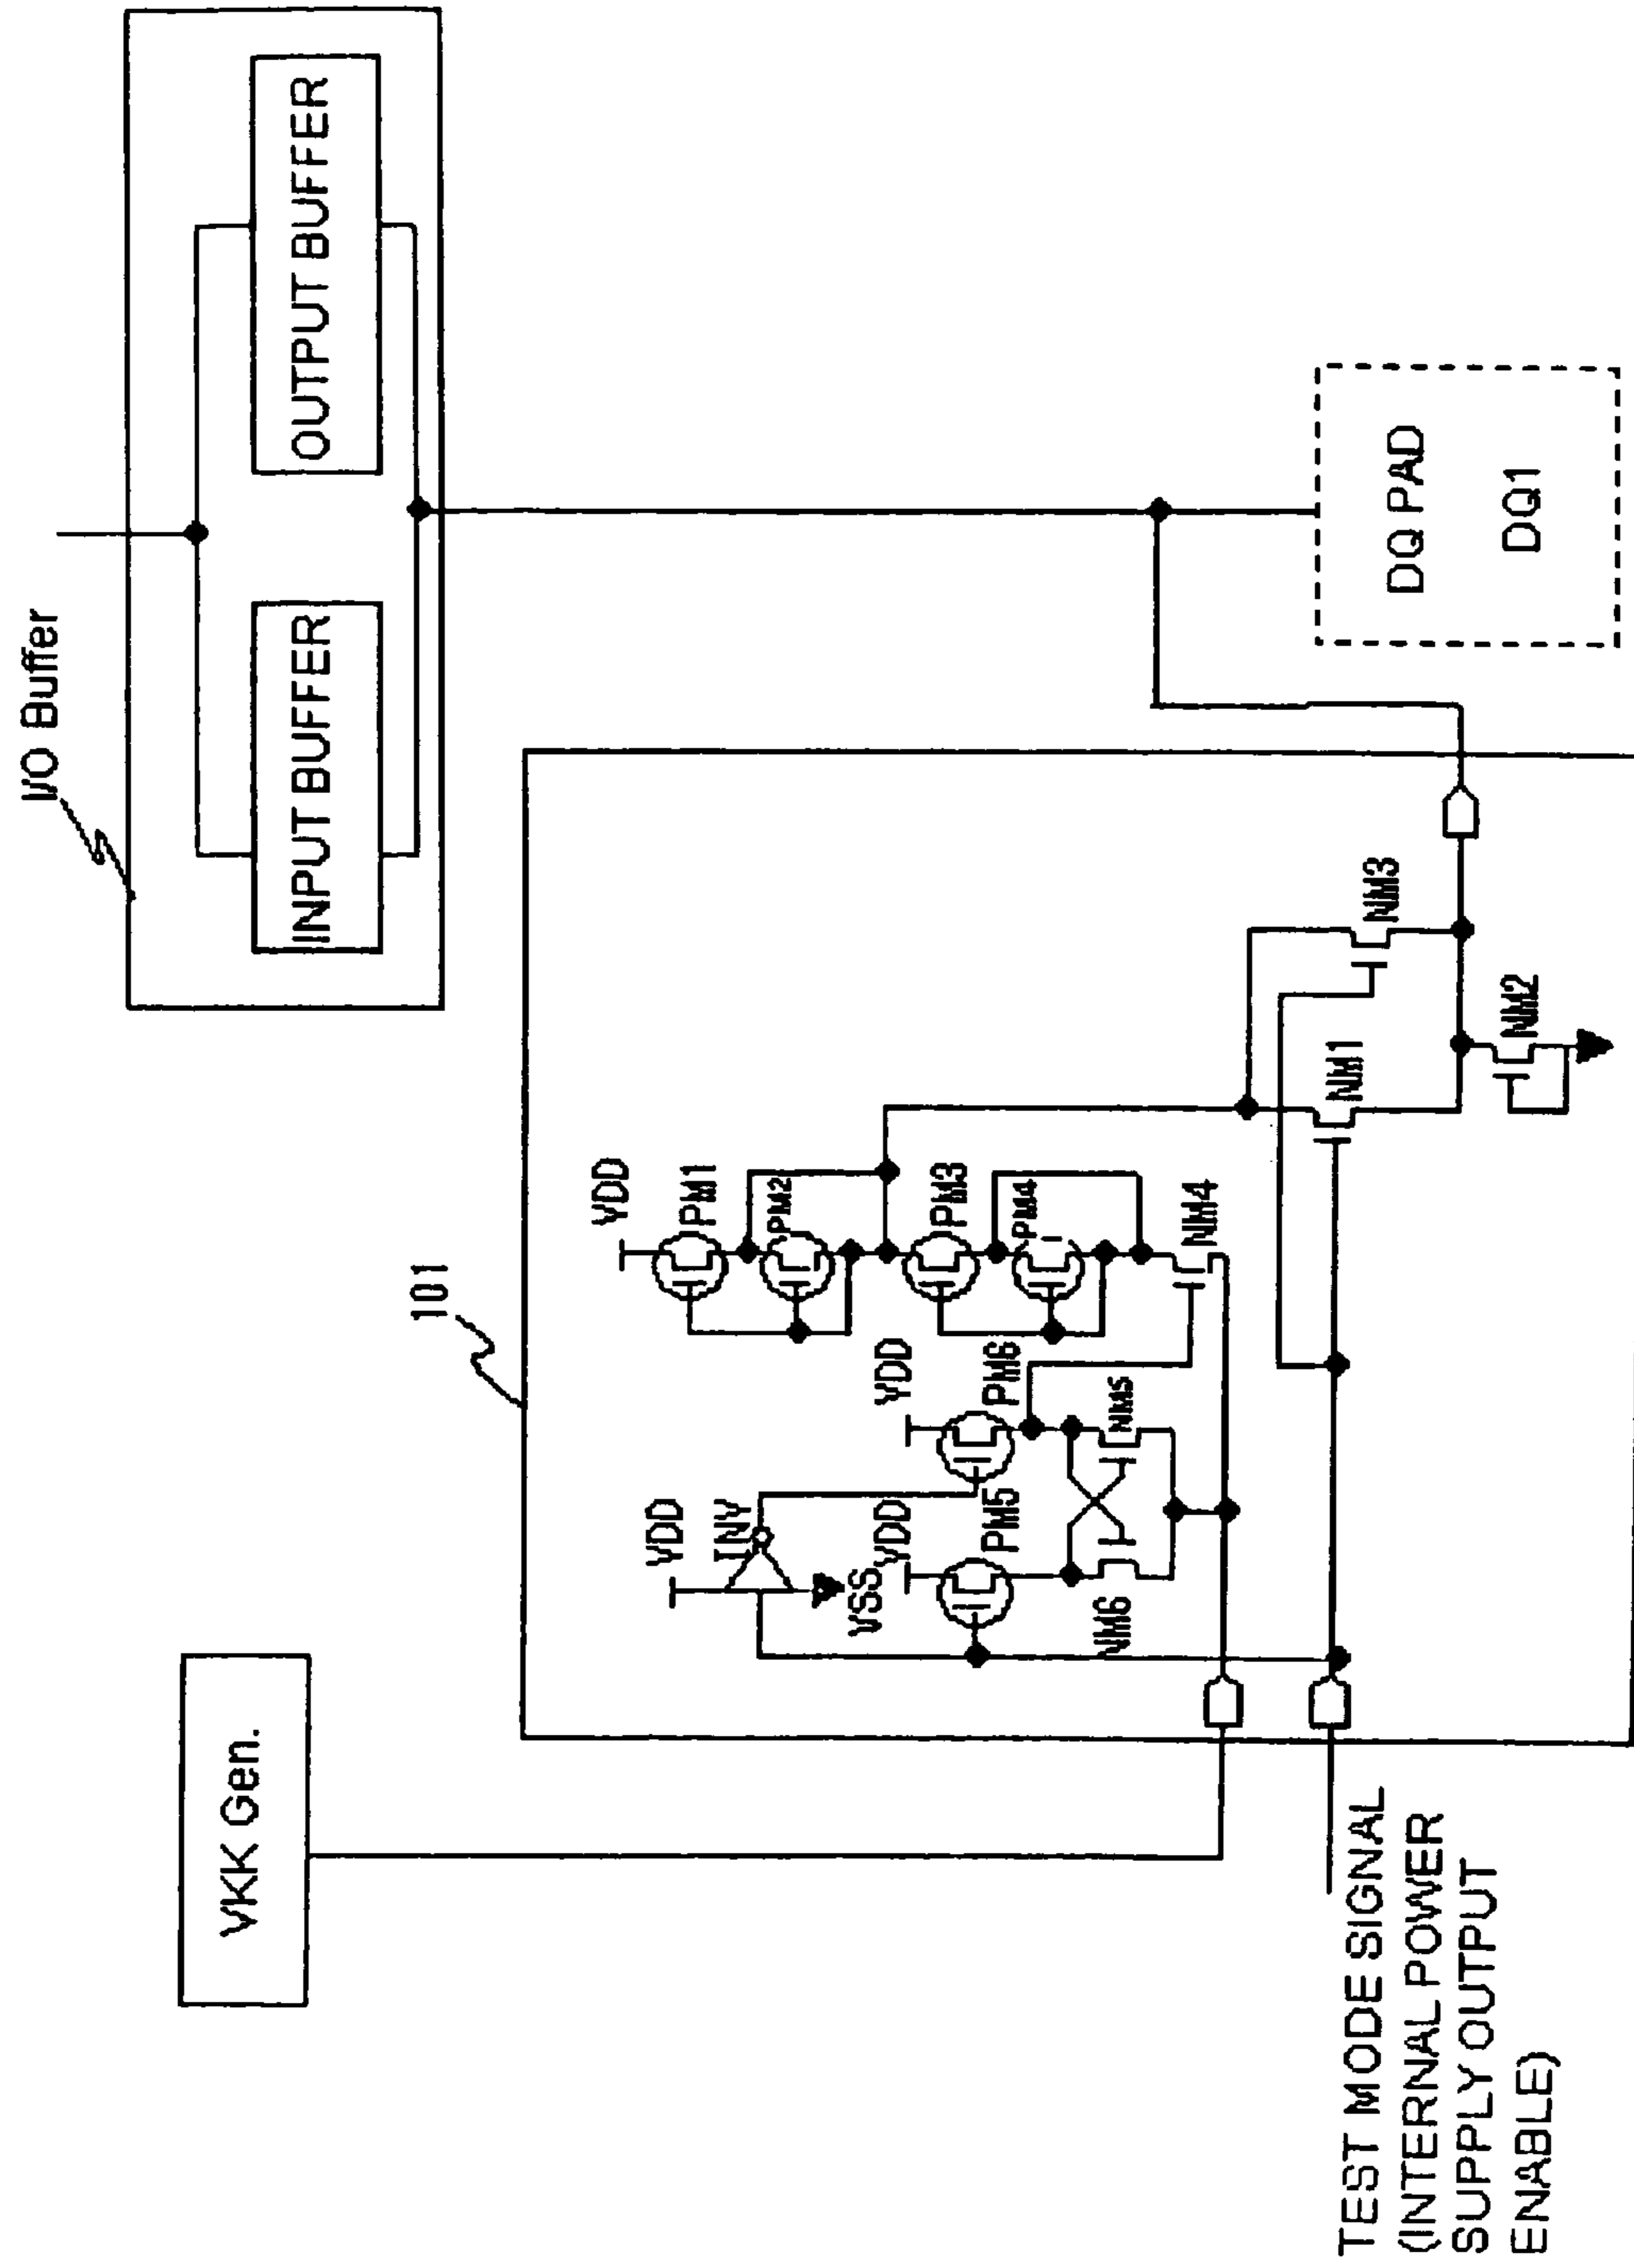 I/O Buffer
INPUT BUFFER
OUTPUT BUFFER
VKK Gen.
101
VDD
INV
VSS
VDD
PM5
VDD
PM6
NM6
NM5
VDD
PM1
PM2
PM3
PM4
NM4
NM1
NM3
NM2
DQ PAD
DQ1
TEST MODE SIGNAL
(INTERNAL POWER
SUPPLY OUTPUT
ENABLE)